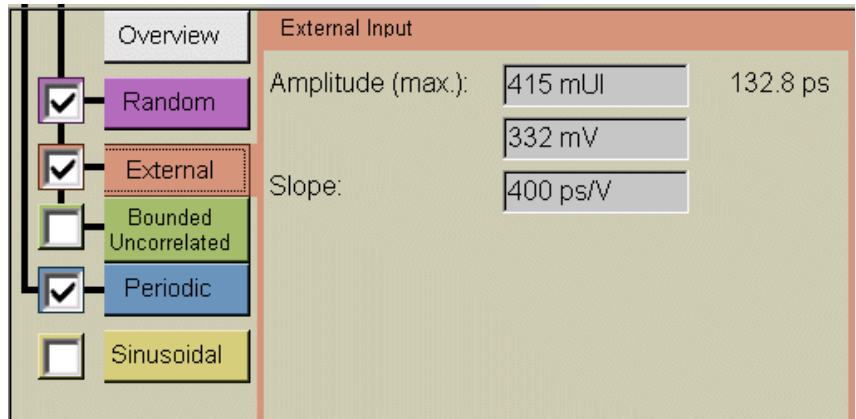 Overview
Random
External
Bounded
Uncorrelated
Periodic
Sinusoidal
External Input
Amplitude (max.): 415 mUI 132.8 ps
332 mV
Slope: 400 ps/V